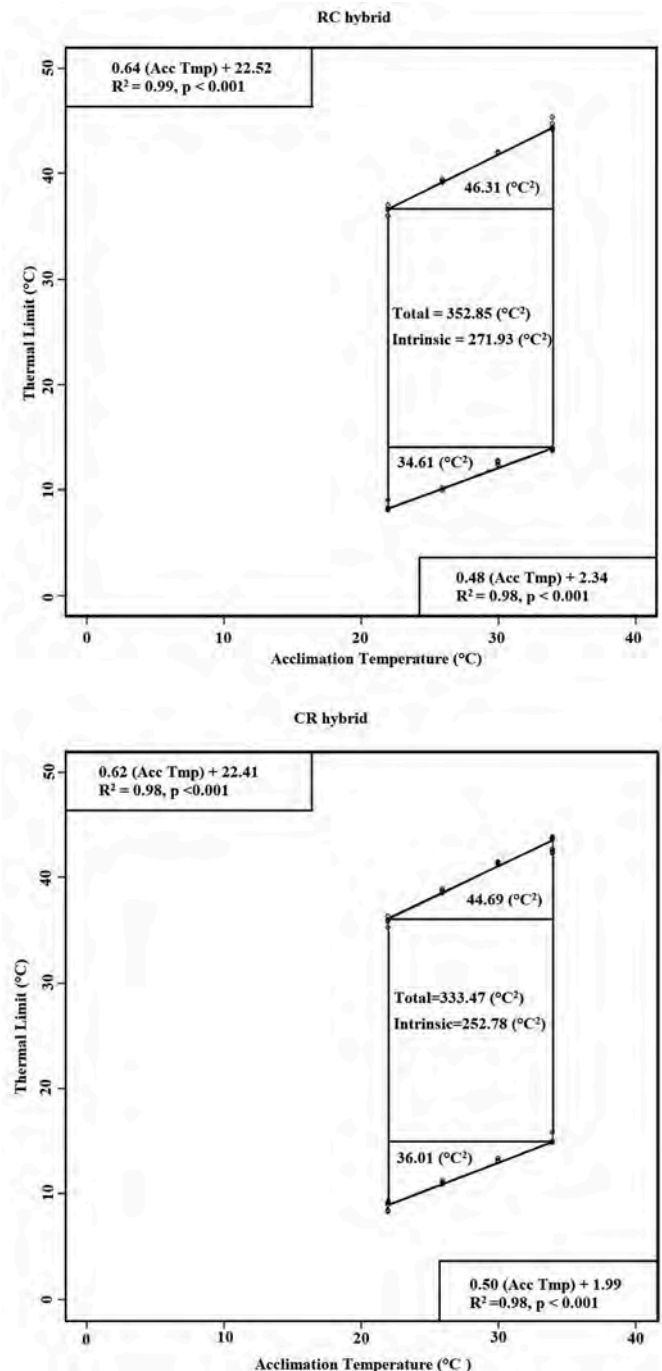 RC hybrid
0.64 (Acc Tmp) + 22.52
R² = 0.99, p < 0.001
50
40
30
20
10
0
Thermal Limit (°C)
46.31 (°C²)
Total = 352.85 (°C²)
Intrinsic = 271.93 (°C²)
34.61 (°C²)
0.48 (Acc Tmp) + 2.34
R² = 0.98, p < 0.001
0 10 20 30 40
Acclimation Temperature (°C)
CR hybrid
0.62 (Acc Tmp) + 22.41
R² = 0.98, p <0.001
50
40
30
20
10
0
Thermal Limit (°C)
44.69 (°C²)
Total=333.47 (°C²)
Intrinsic=252.78 (°C²)
36.01 (°C²)
0.50 (Acc Tmp) + 1.99
R² =0.98, p < 0.001
0 10 20 30 40
Acclimation Temperature (°C )